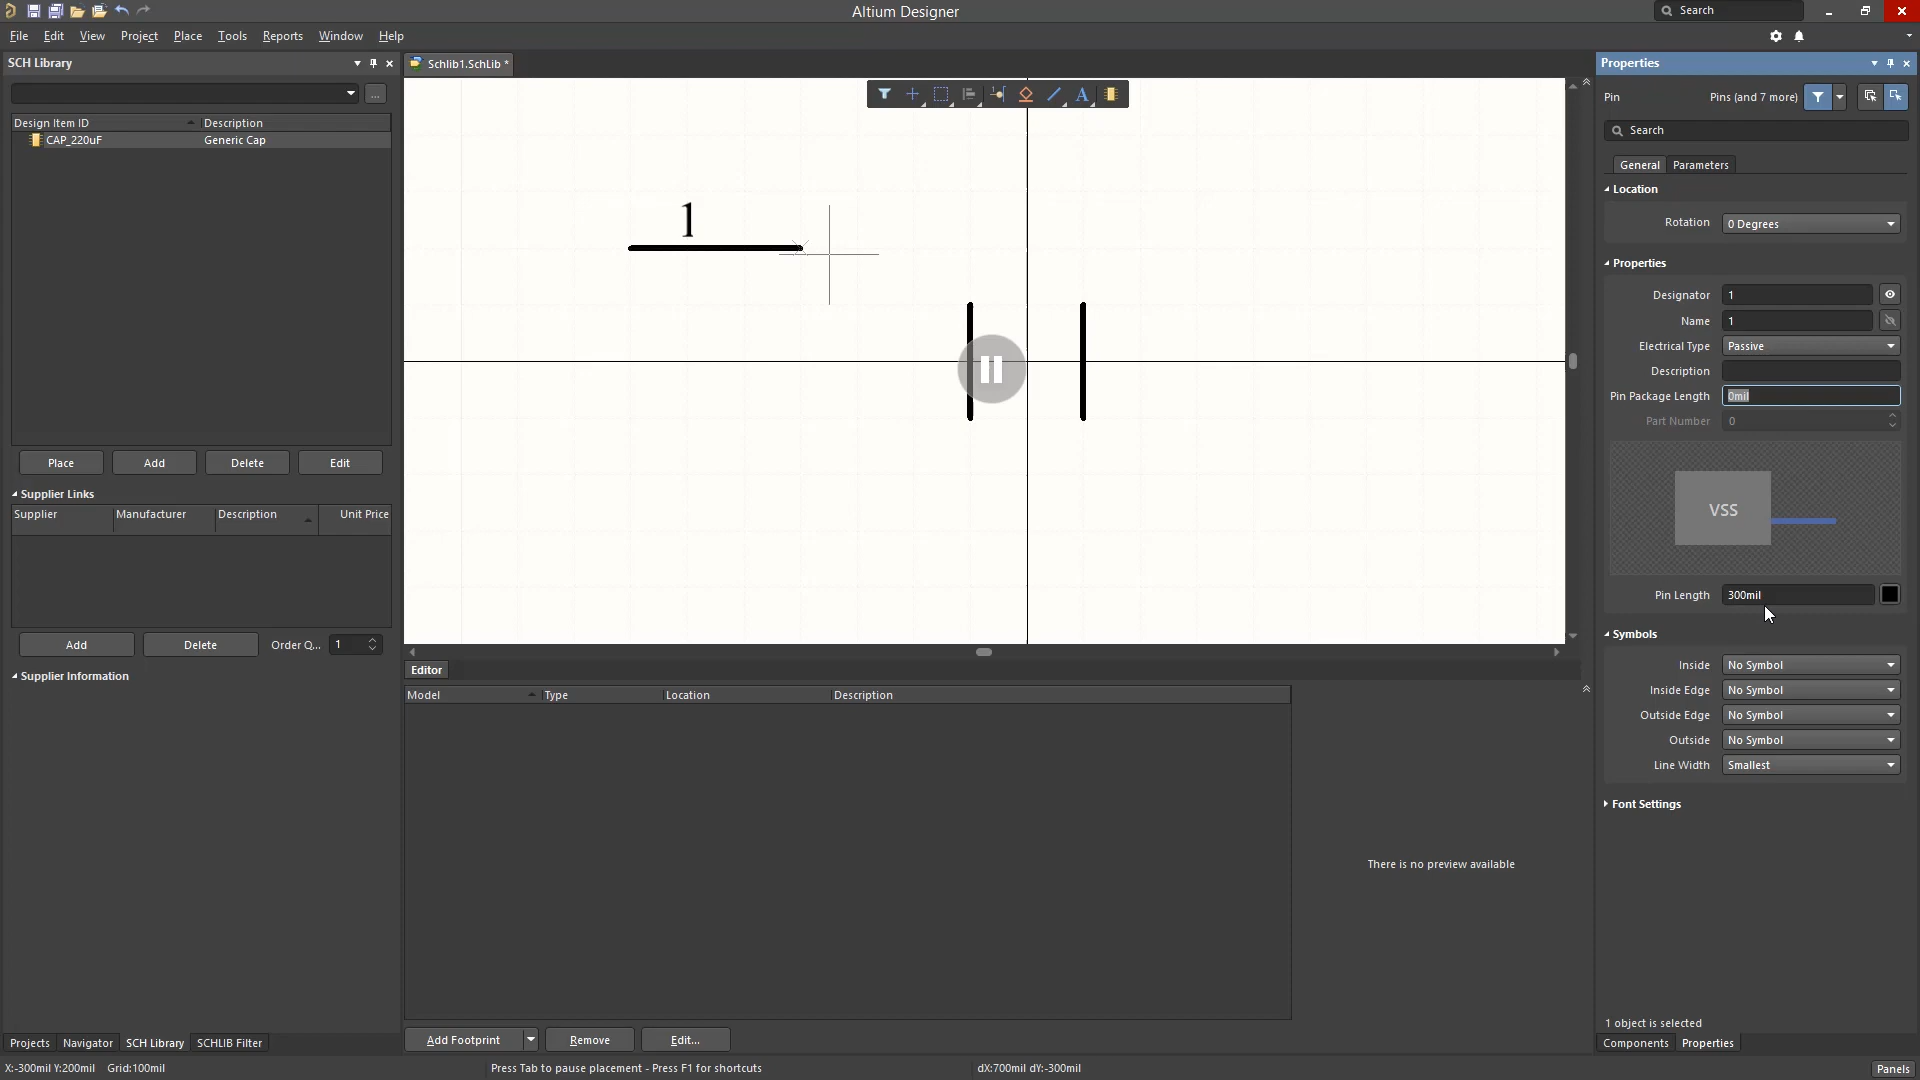 Altium Designer
Search
File Edit View Project Place Tools Reports Window Help
SCH Library
Schlib1.SchLib *
Properties
Pin Pins (and 7 more)
...
Search
Design Item ID Description
CAP_220uF Generic Cap
General Parameters
Location
Rotation 0 Degrees
1
Properties
Designator 1
Name 1
Electrical Type Passive
Description
Pin Package Length 0mil
Part Number 0
Place Add Delete Edit
Supplier Links
Supplier Manufacturer Description Unit Price
VSS
Pin Length 300mil
Symbols
Add Delete Order Q... 1
Inside No Symbol
Editor
Supplier Information
Inside Edge No Symbol
Model Type Location Description
Outside Edge No Symbol
Outside No Symbol
Line Width Smallest
Font Settings
There is no preview available
1 object is selected
Add Footprint Remove Edit...
Projects Navigator SCH Library SCHLIB Filter
Components Properties
X:-300mil Y:200mil Grid:100mil Press Tab to pause placement - Press F1 for shortcuts dX:700mil dY:-300mil Panels